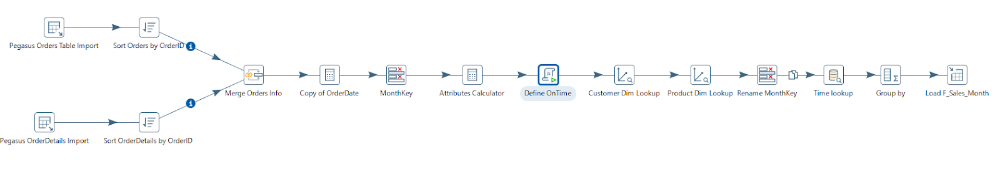 Pegasus Orders Table Import
Sort Orders by OrderID
Merge Orders Info
Copy of OrderDate
MonthKey
Attributes Calculator
JS
Define OnTime
Customer Dim Lookup
Product Dim Lookup
Rename MonthKey
Time lookup
Group by
Load F_Sales_Month
Pegasus OrderDetails Import
Sort OrderDetails by OrderID